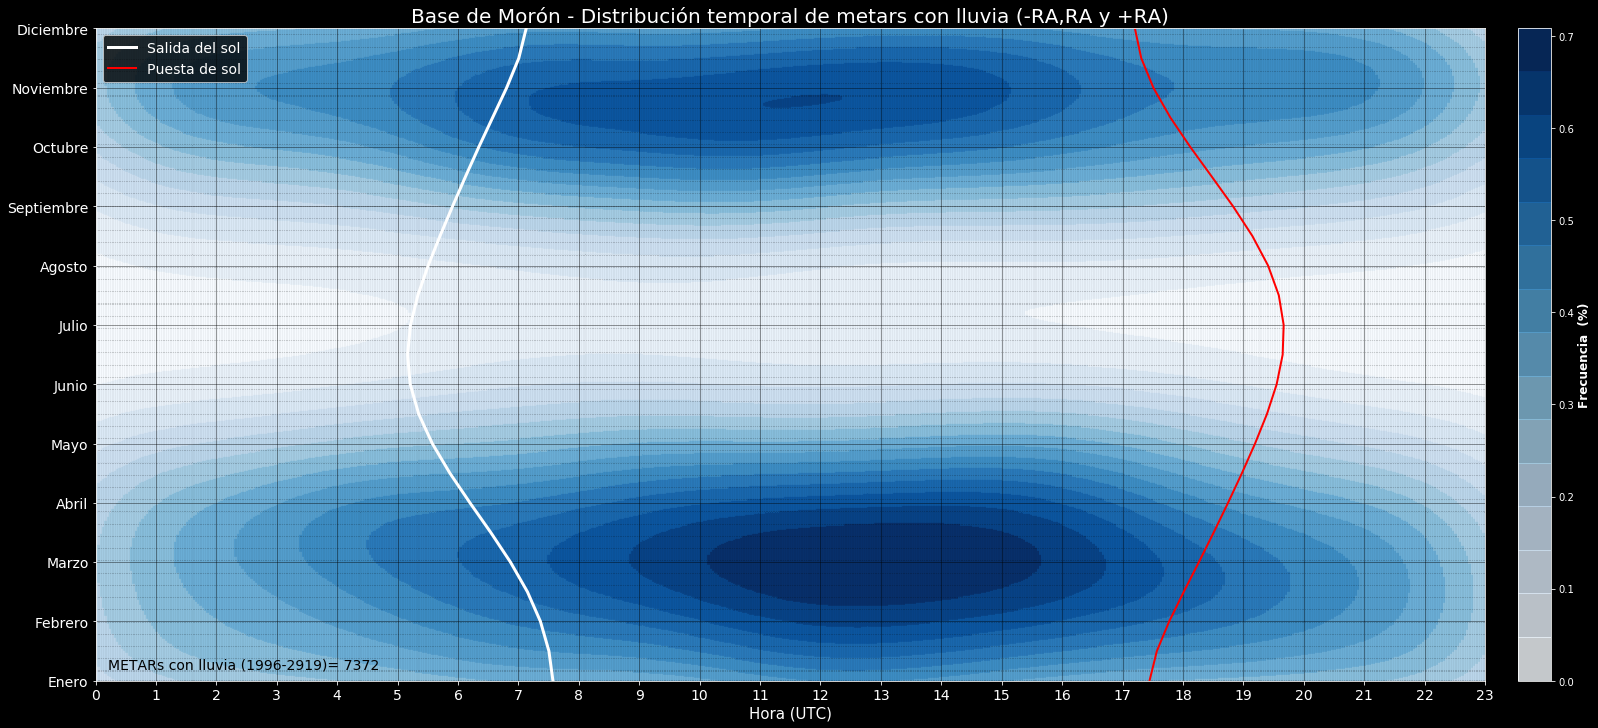 Base de Morón - Distribución temporal de metars con lluvia (-RA,RA y +RA)
Salida del sol
Puesta de sol
Diciembre
Noviembre
Octubre
Septiembre
Agosto
Julio
Junio
Mayo
Abril
Marzo
Febrero
Enero
METARs con lluvia (1996-2919)= 7372
0 1 2 3 4 5 6 7 8 9 10 11 12 13 14 15 16 17 18 19 20 21 22 23
Hora (UTC)
0.7
0.6
0.5
0.4
0.3
0.2
0.1
0.0
Frecuencia (%)